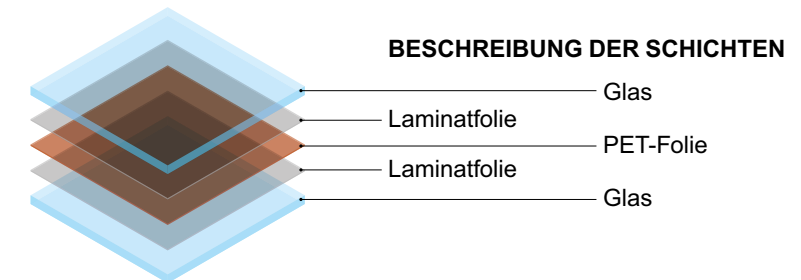 BESCHREIBUNG DER SCHICHTEN
Glas
Laminatfolie
PET-Folie
Laminatfolie
Glas